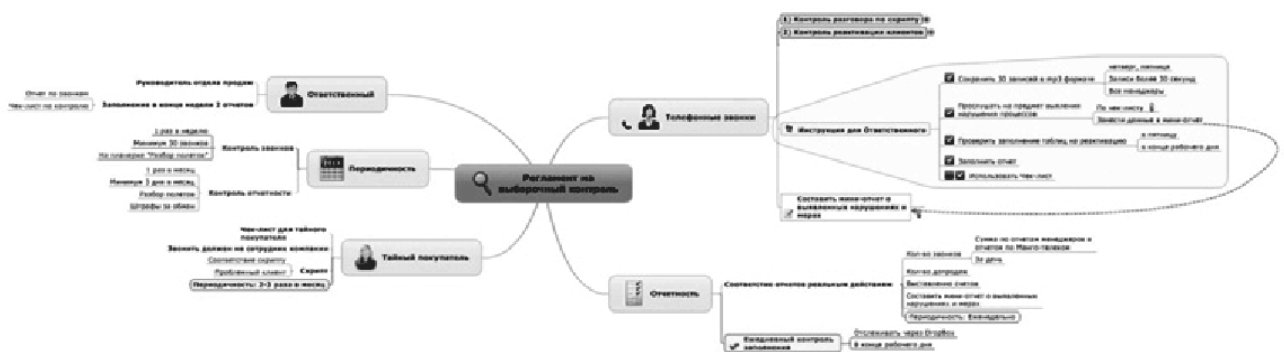 Регламент на
выборочный контроль
Ответственный
Руководитель отдела продаж
Заполнение в конце недели 2 отчетов
Отчет по звонкам
Чек-лист по контролю
Периодичность
Контроль звонков
1 раз в неделю
Минимум 30 звонков
На планерке "Разбор полетов"
Контроль отчетности
1 раз в месяц
Минимум 3 дня в месяц
Разбор полетов
Штрафы за обман
Тайный покупатель
Чек-лист для тайного
покупателя
Звонить должен не сотрудник компании
Скрипт
Соответствие скрипту
Проблемный клиент
Периодичность: 2-3 раза в месяц
Телефонные звонки
1) Контроль разговора по скрипту
2) Контроль реактивации клиентов
Инструкция для Ответственного
Сохранить 30 записей в mp3 формате
четверг, пятница
Записи более 30 секунд
Все менеджеры
Прослушать на предмет выявления
нарушения процессов
По чек-листу
Занести данные в мини-отчет
Проверить заполнение таблиц на реактивацию
в пятницу
в конце рабочего дня
Заполнить отчет
Использовать Чек-лист
Составить мини-отчет о
выявленных нарушениях и
мерах
Отчетность
Соответствие отчетов реальным действиям
Кол-во звонков
Сумма по отчетам менеджеров и
отчетов по Манго-телеком
За день
Кол-во допродаж
Выставление счетов
Составить мини-отчет о выявленных
нарушениях и мерах
Периодичность: Еженедельно
Ежедневный контроль
заполнения
Отслеживать через Dropbox
В конце рабочего дня